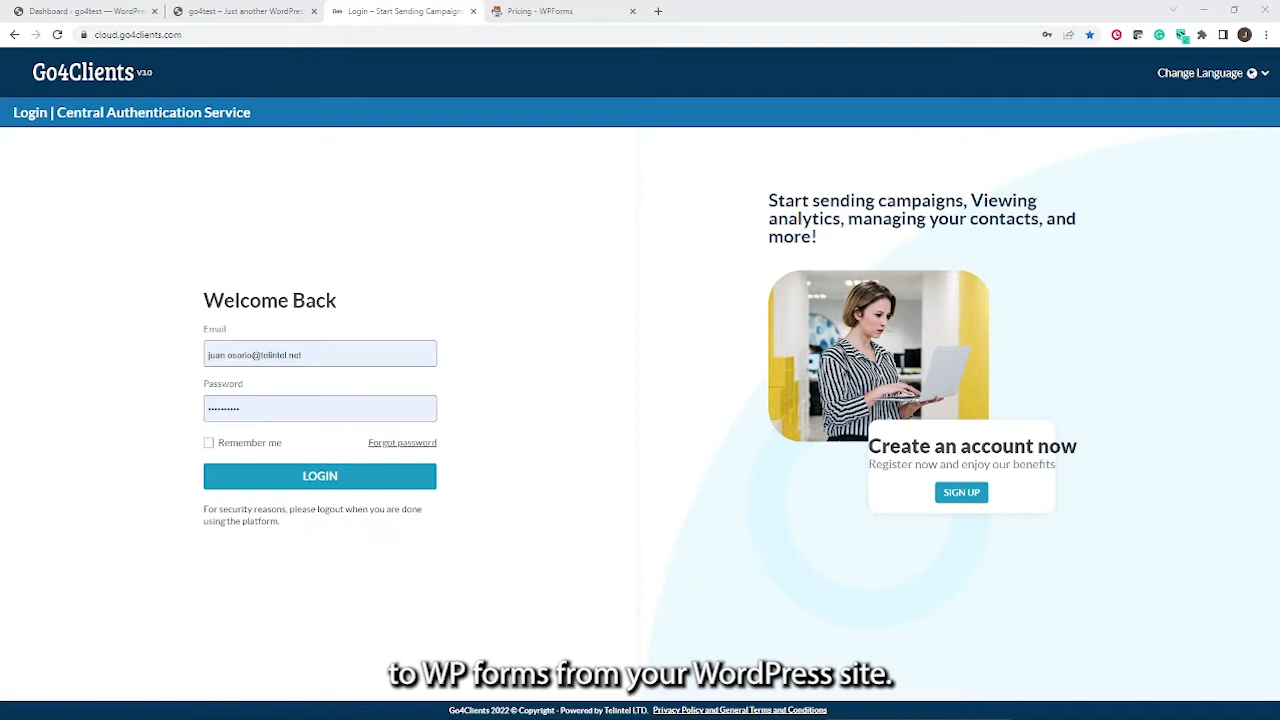 Dashboard ‹ go4test — WordPre
go4test – Just another WordPres
Login – Start Sending Campaigns
Pricing - WPForms
cloud.go4clients.com
Go4Clients V3.0
Change Language
Login | Central Authentication Service
Start sending campaigns, Viewing
analytics, managing your contacts, and
more!
Welcome Back
Email
juan.osorio@telintel.net
Password
Remember me
Forgot password
LOGIN
For security reasons, please logout when you are done
using the platform.
Create an account now
Register now and enjoy our benefits
SIGN UP
to WP forms from your WordPress site.
Go4Clients 2022 © Copyright - Powered by Telintel LTD. Privacy Policy and General Terms and Conditions